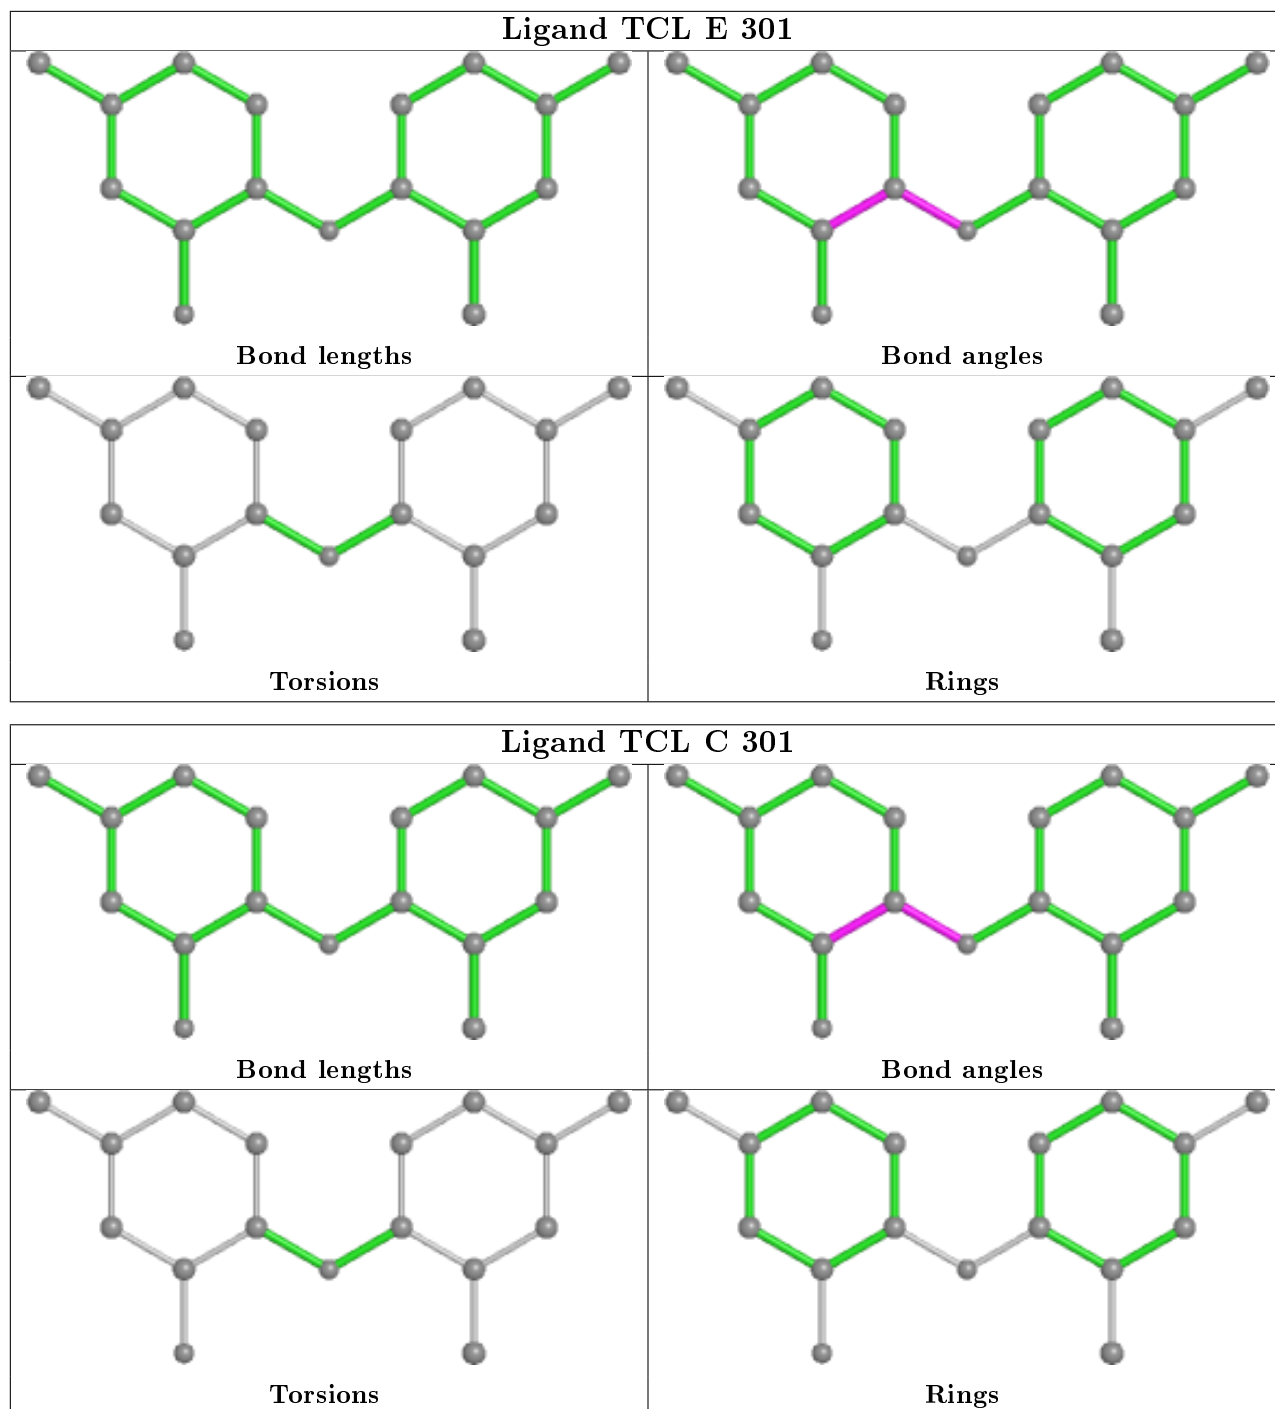 Ligand TCL E 301
Bond lengths
Bond angles
Torsions
Rings
Ligand TCL C 301
Bond lengths
Bond angles
Torsions
Rings